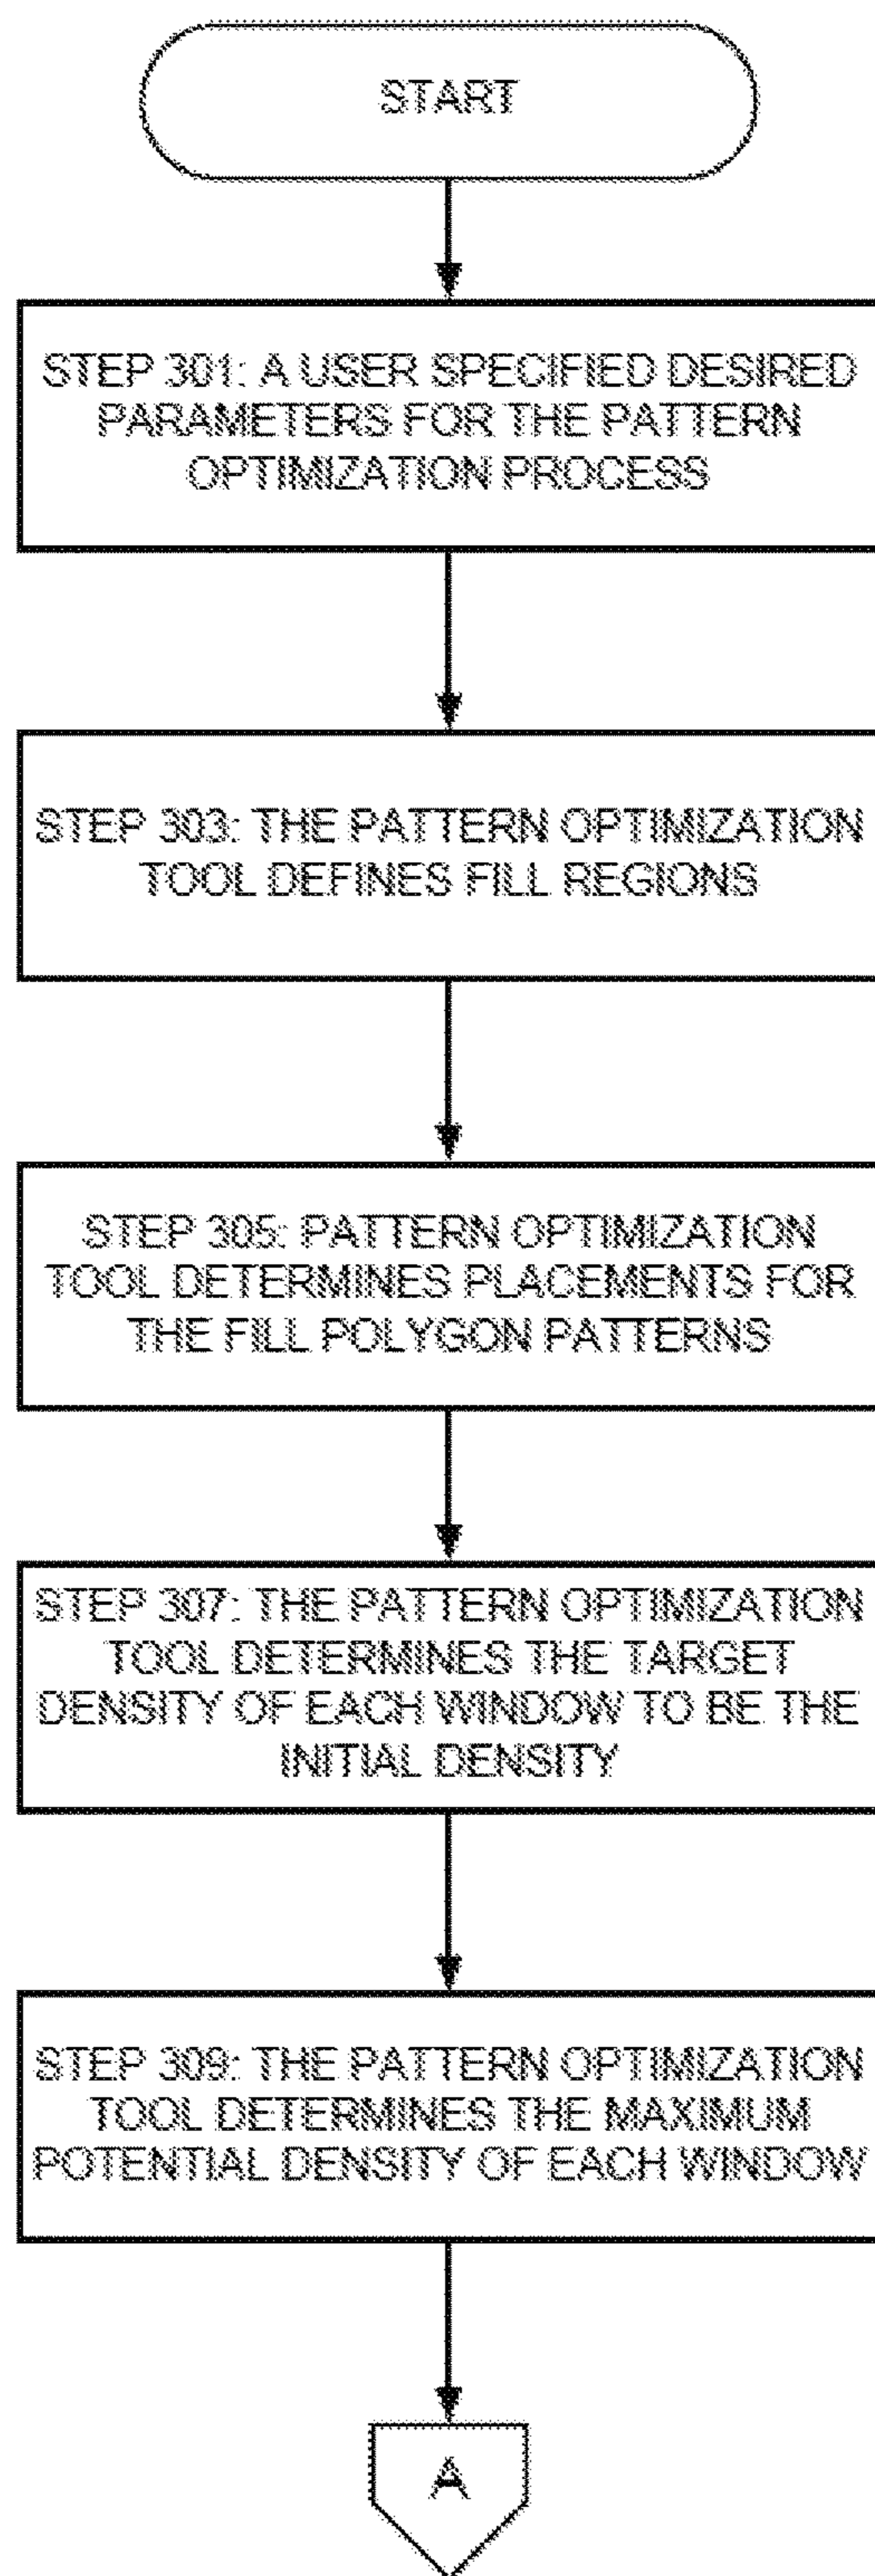 START
STEP 301: A USER SPECIFIED DESIRED
PARAMETERS FOR THE PATTERN
OPTIMIZATION PROCESS
STEP 303: THE PATTERN OPTIMIZATION
TOOL DEFINES FILL REGIONS
STEP 305: PATTERN OPTIMIZATION
TOOL DETERMINES PLACEMENTS FOR
THE FILL POLYGON PATTERNS
STEP 307: THE PATTERN OPTIMIZATION
TOOL DETERMINES THE TARGET
DENSITY OF EACH WINDOW TO BE THE
INITIAL DENSITY
STEP 309: THE PATTERN OPTIMIZATION
TOOL DETERMINES THE MAXIMUM
POTENTIAL DENSITY OF EACH WINDOW
A